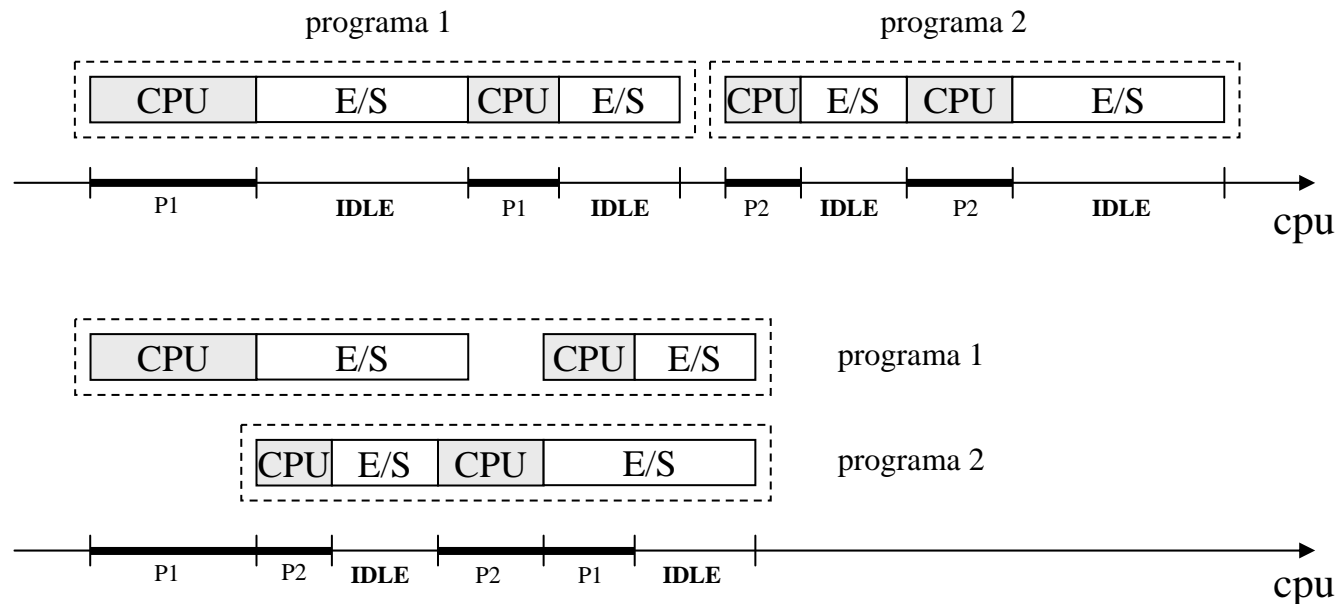 programa 1 programa 2
CPU E/S CPU E/S CPU E/S CPU E/S
P1 IDLE P1 IDLE P2 IDLE P2 IDLE
cpu
CPU E/S CPU E/S programa 1
CPU E/S CPU E/S programa 2
P1 P2 IDLE P2 P1 IDLE
cpu